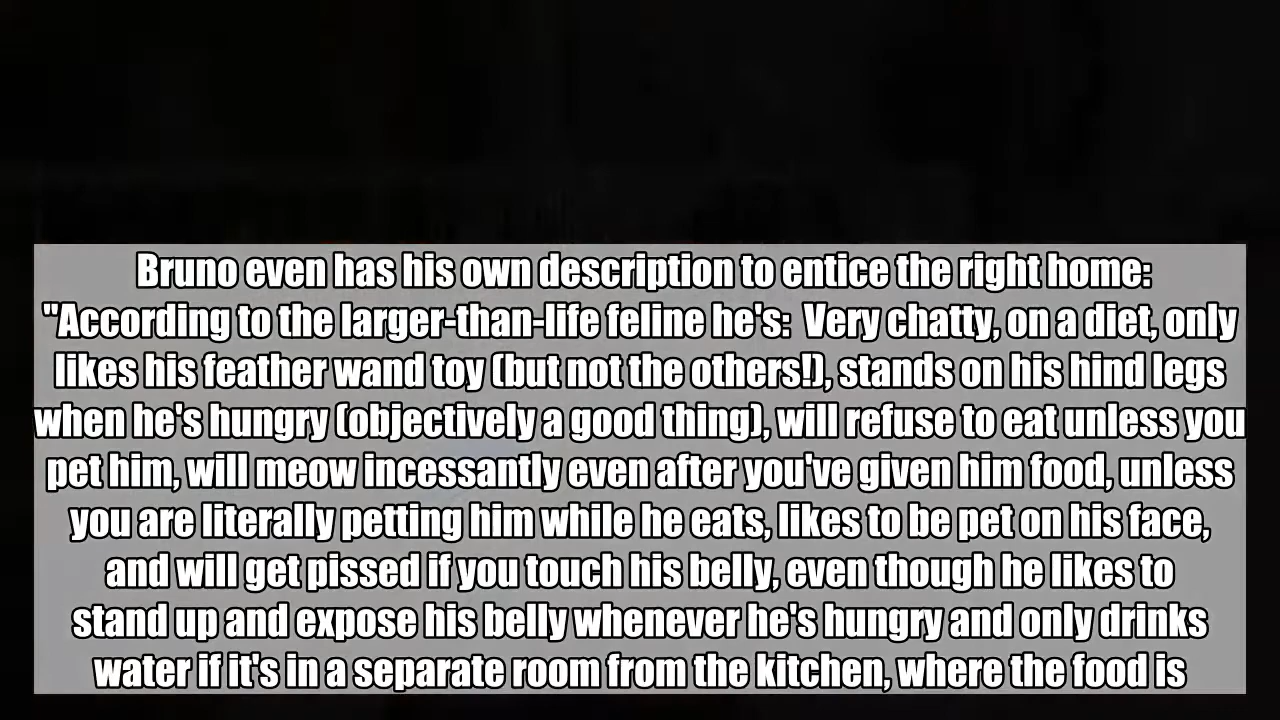 Bruno even has his own description to entice the right home:
"According to the larger-than-life feline he's:  Very chatty, on a diet, only
likes his feather wand toy (but not the others!), stands on his hind legs
when he's hungry (objectively a good thing), will refuse to eat unless you
pet him, will meow incessantly even after you've given him food, unless
you are literally petting him while he eats, likes to be pet on his face,
and will get pissed if you touch his belly, even though he likes to
stand up and expose his belly whenever he's hungry and only drinks
water if it's in a separate room from the kitchen, where the food is